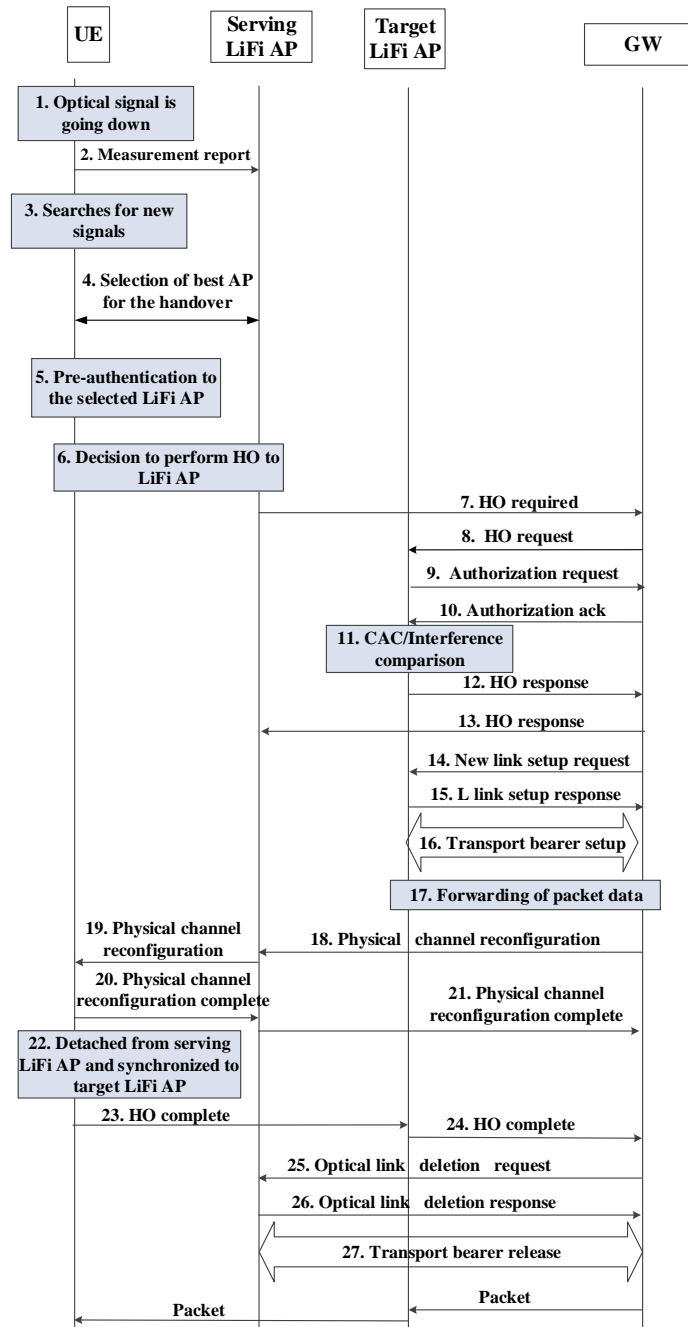 UE
Serving
LiFi AP
Target
LiFi AP
GW
1. Optical signal is
going down
2. Measurement report
3. Searches for new
signals
4. Selection of best AP
for the handover
5. Pre-authentication to
the selected LiFi AP
6. Decision to perform HO to
LiFi AP
7. HO required
8. HO request
9. Authorization request
10. Authorization ack
11. CAC/Interference
comparison
12. HO response
13. HO response
14. New link setup request
15. L link setup response
16. Transport bearer setup
17. Forwarding of packet data
18. Physical channel reconfiguration
19. Physical channel
reconfiguration
20. Physical channel
reconfiguration complete
21. Physical channel
reconfiguration complete
22. Detached from serving
LiFi AP and synchronized to
target LiFi AP
23. HO complete
24. HO complete
25. Optical link deletion request
26. Optical link deletion response
27. Transport bearer release
Packet
Packet